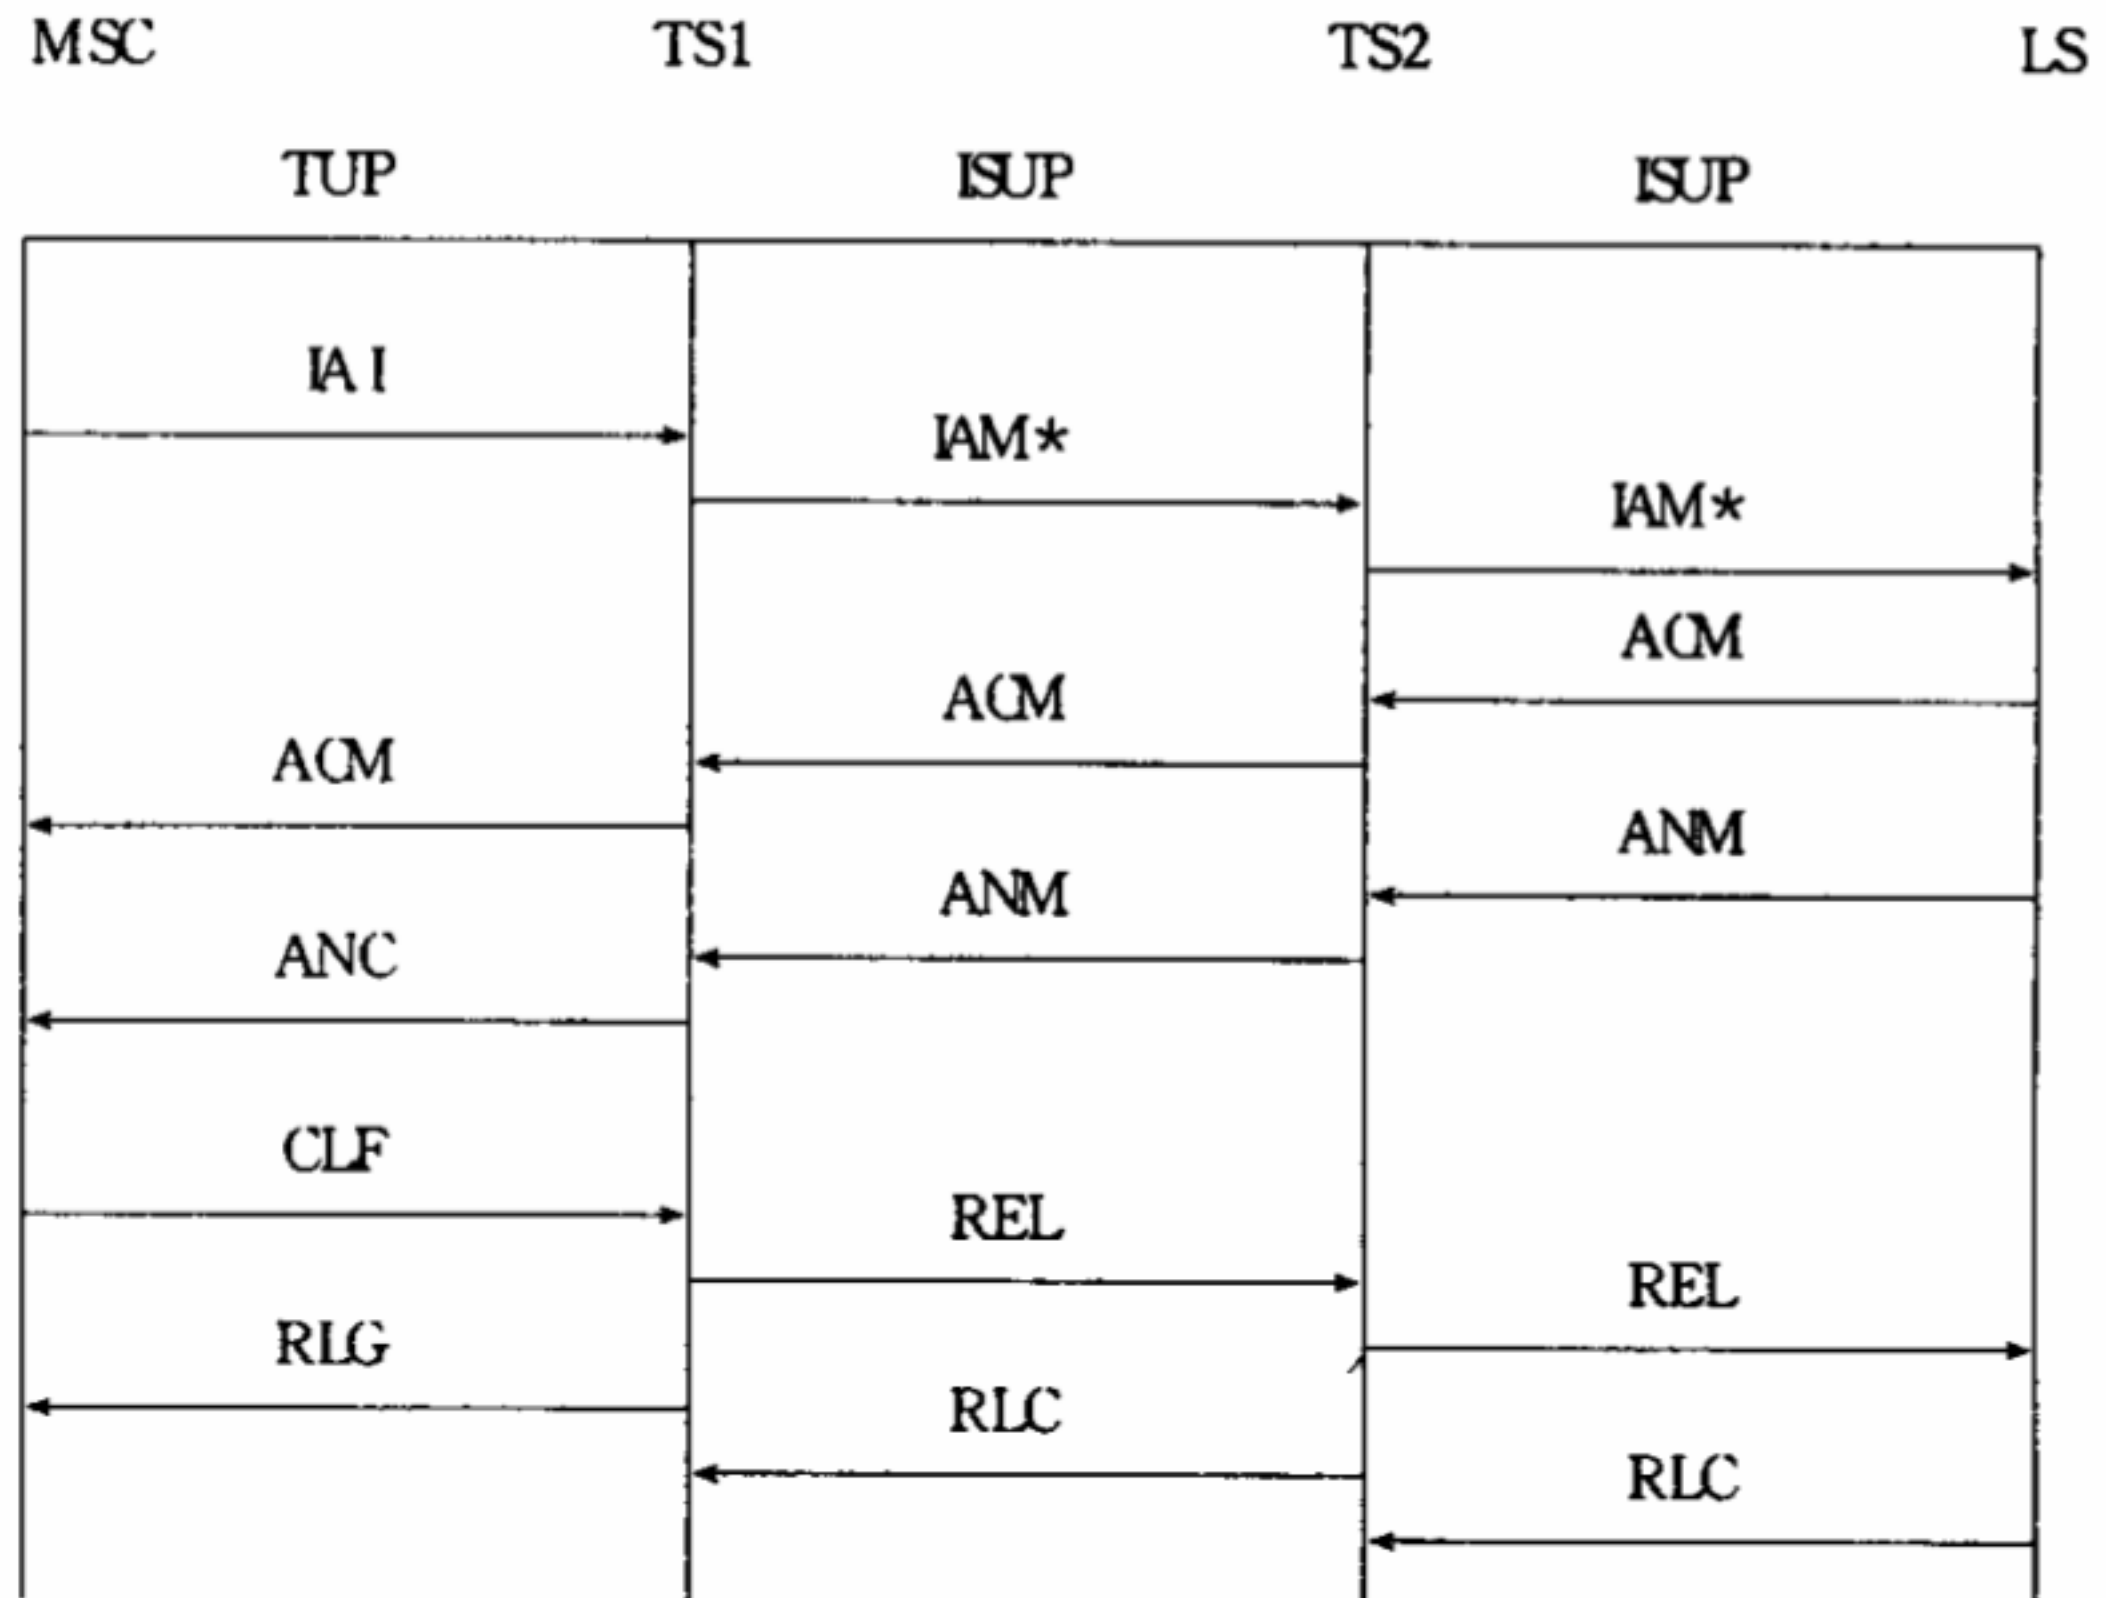 MSC TS1 TS2 LS
TUP ISUP ISUP
IAI
IAM*
IAM*
ACM
ACM
ACM
ANM
ANM
ANC
CLF
REL
REL
RLG
RLC
RLC